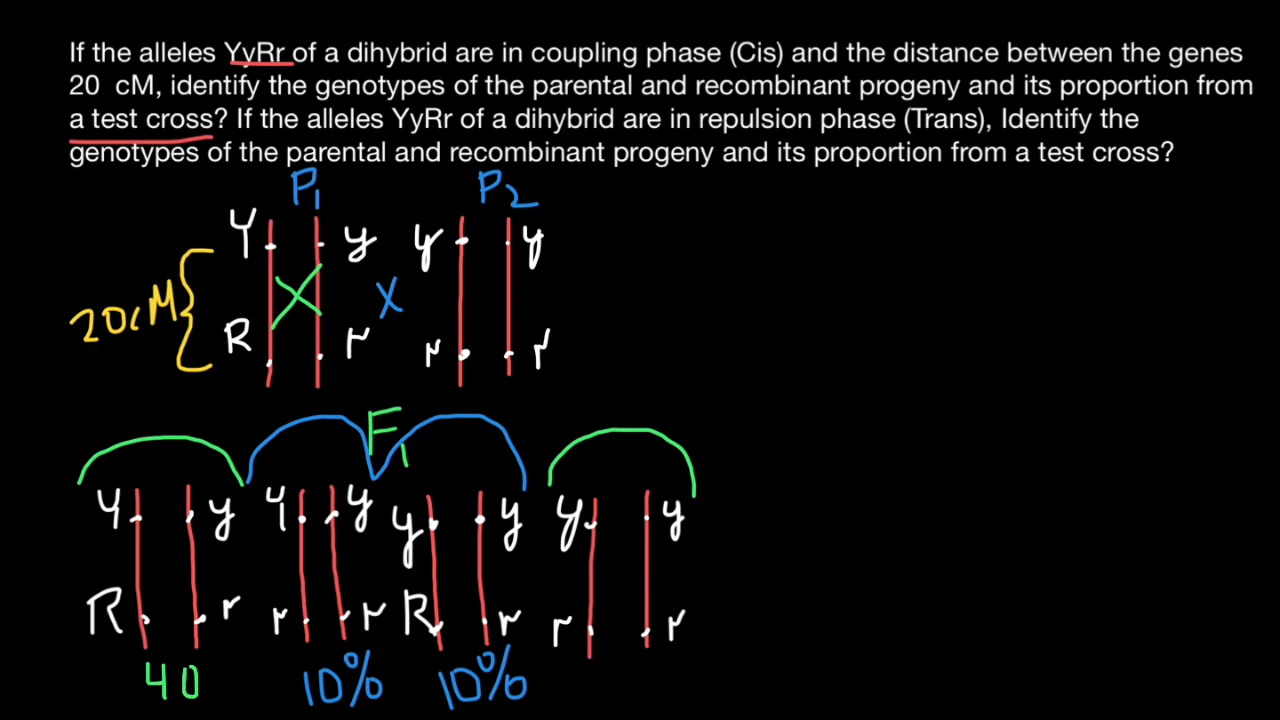 If the alleles YyRr of a dihybrid are in coupling phase (Cis) and the distance between the genes
20 cM, identify the genotypes of the parental and recombinant progeny and its proportion from
a test cross? If the alleles YyRr of a dihybrid are in repulsion phase (Trans), Identify the
genotypes of the parental and recombinant progeny and its proportion from a test cross?
P1 P2
Y y y y
20cM X
R r r r
F1
Y y Y y y y y y
R r r r R r r r
40 10% 10%